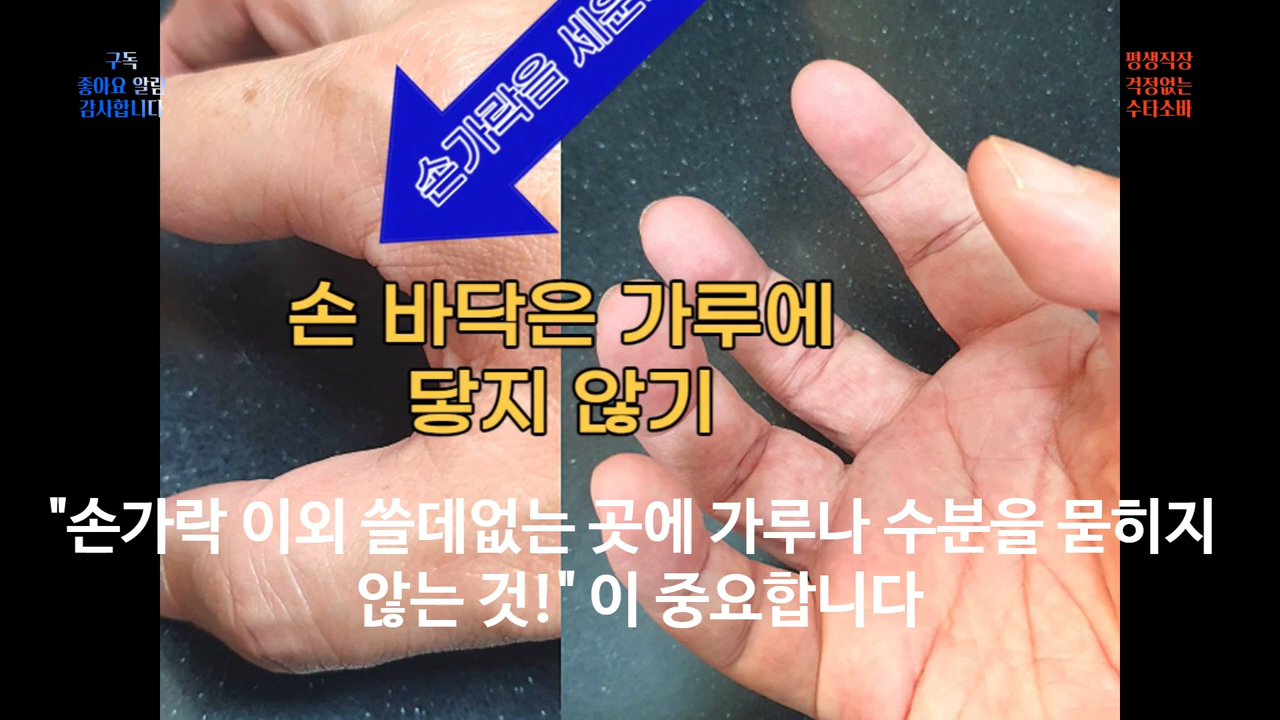 구독
좋아요 알림
감사합니다
평생직장
걱정없는
수타소바
손가락을 세운
손 바닥은 가루에
닿지 않기
"손가락 이외 쓸데없는 곳에 가루나 수분을 묻히지
않는 것!" 이 중요합니다